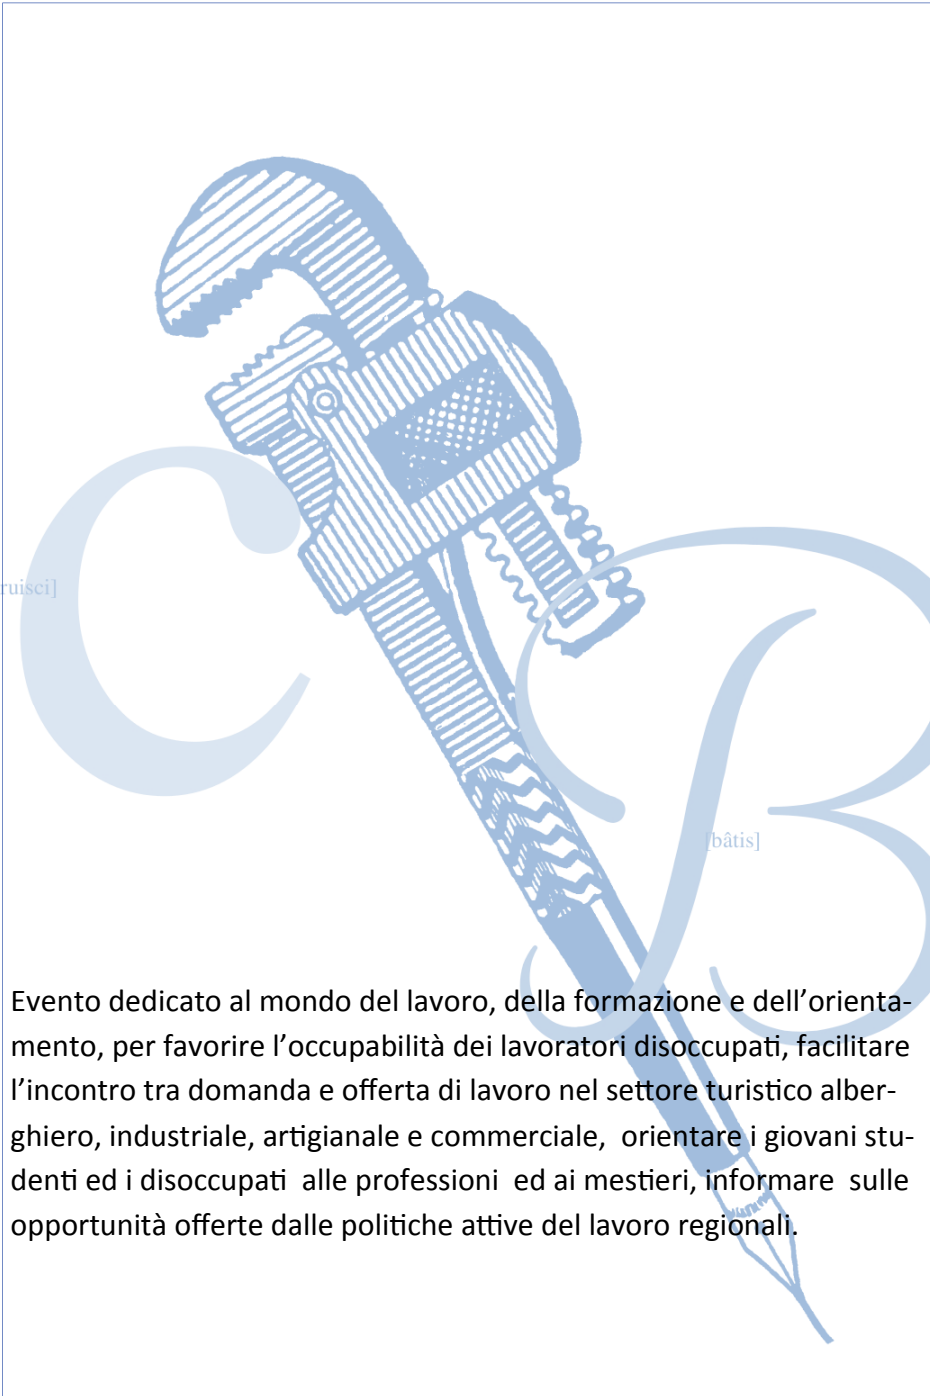 ruisci]
C
B
[bâtis]
Evento dedicato al mondo del lavoro, della formazione e dell’orienta-
mento, per favorire l’occupabilità dei lavoratori disoccupati, facilitare
l’incontro tra domanda e offerta di lavoro nel settore turistico alber-
ghiero, industriale, artigianale e commerciale,  orientare i giovani stu-
denti ed i disoccupati  alle professioni  ed ai mestieri, informare  sulle
opportunità offerte dalle politiche attive del lavoro regionali.